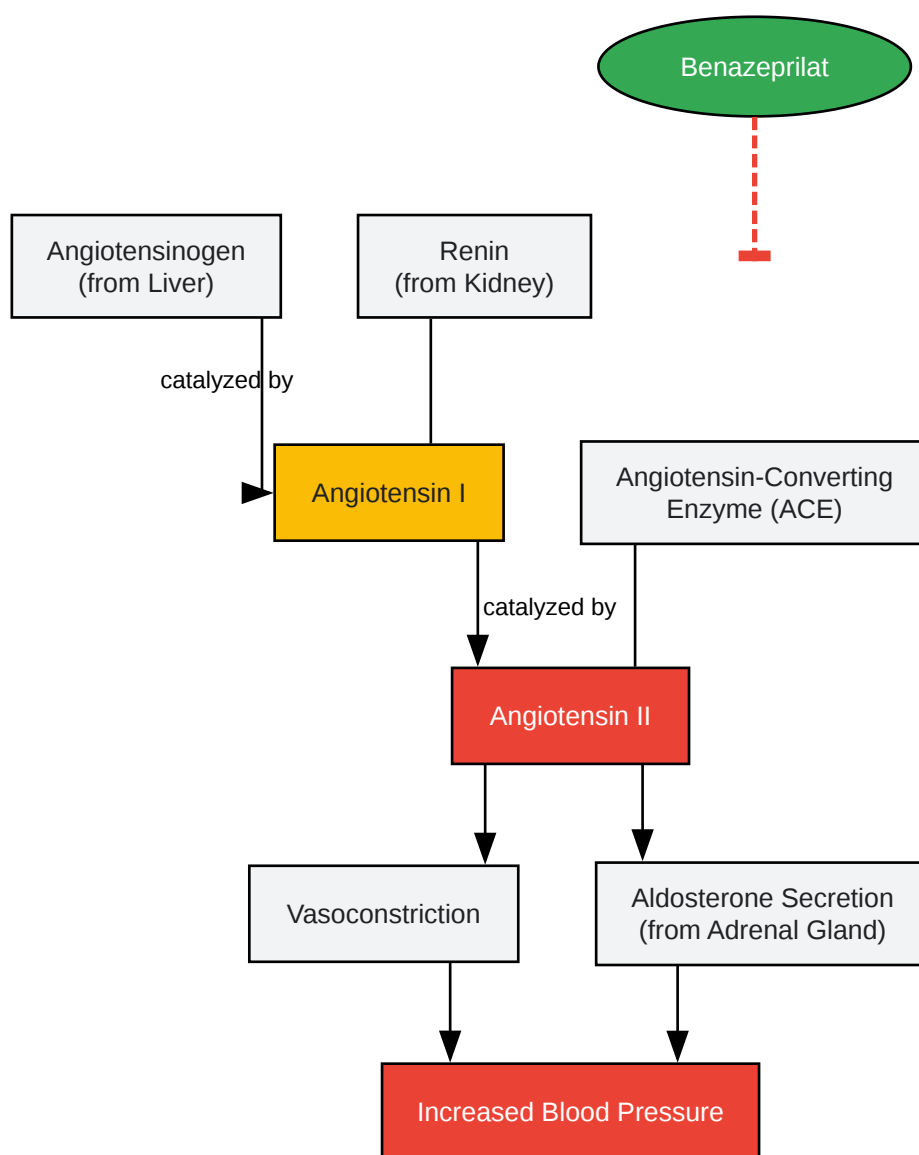 Benazeprilat
Angiotensinogen
(from Liver)
Renin
(from Kidney)
catalyzed by
Angiotensin I
Angiotensin-Converting
Enzyme (ACE)
catalyzed by
Angiotensin II
Vasoconstriction
Aldosterone Secretion
(from Adrenal Gland)
Increased Blood Pressure